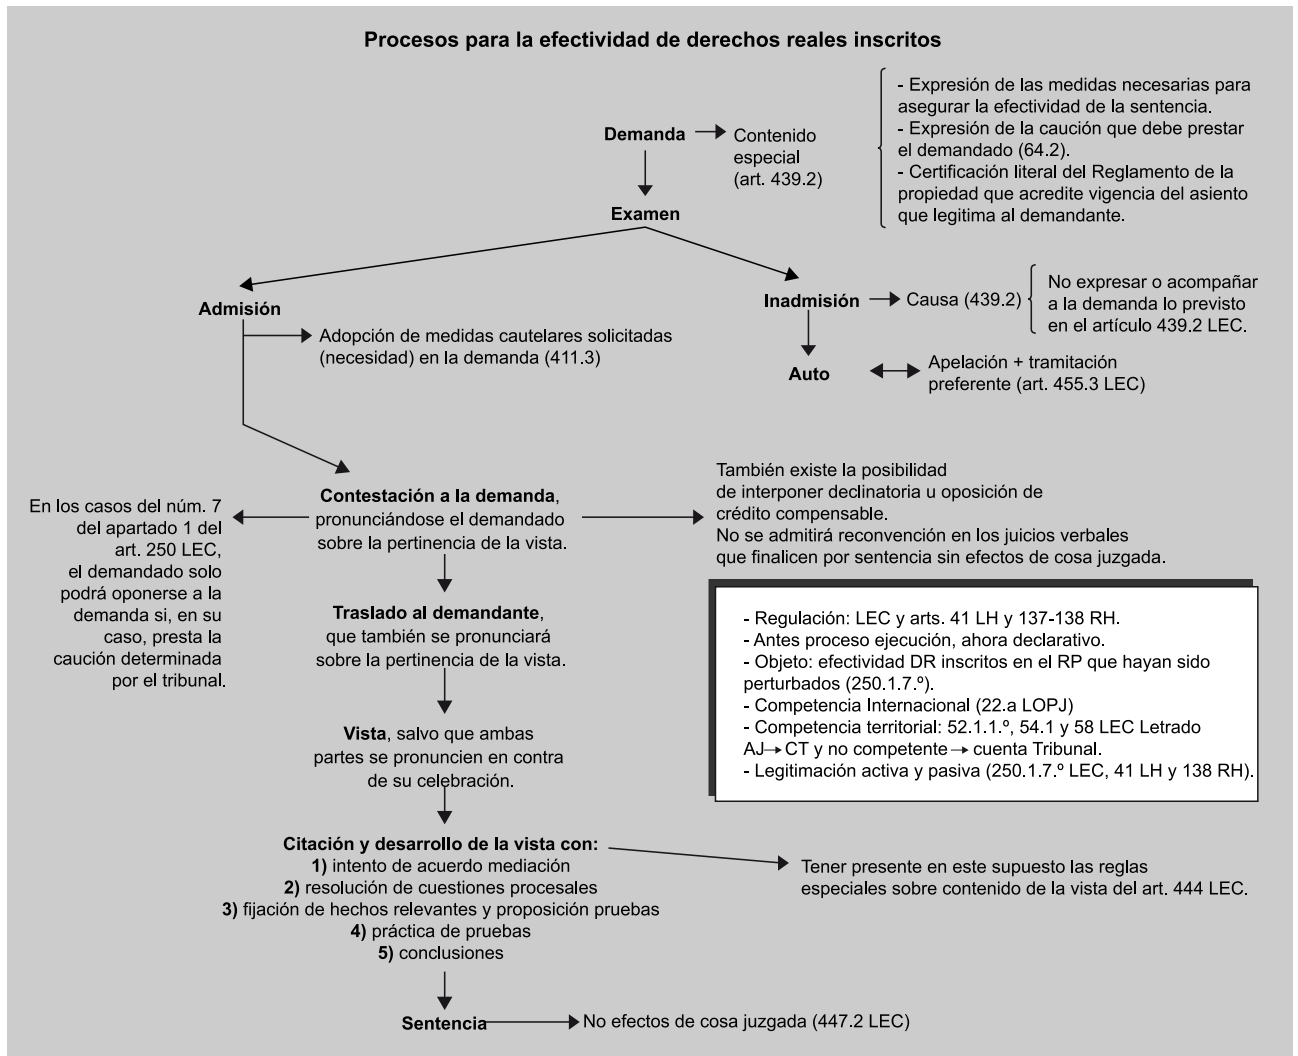 Procesos para la efectividad de derechos reales inscritos
Demanda
Contenido
especial
(art. 439.2)
- Expresión de las medidas necesarias para
asegurar la efectividad de la sentencia.
- Expresión de la caución que debe prestar
el demandado (64.2).
- Certificación literal del Reglamento de la
propiedad que acredite vigencia del asiento
que legitima al demandante.
Examen
Admisión
Adopción de medidas cautelares solicitadas
(necesidad) en la demanda (411.3)
Inadmisión
Causa (439.2)
No expresar o acompañar
a la demanda lo previsto
en el artículo 439.2 LEC.
Auto
Apelación + tramitación
preferente (art. 455.3 LEC)
Contestación a la demanda,
pronunciándose el demandado
sobre la pertinencia de la vista.
En los casos del núm. 7
del apartado 1 del
art. 250 LEC,
el demandado solo
podrá oponerse a la
demanda si, en su
caso, presta la
caución determinada
por el tribunal.
También existe la posibilidad
de interponer declinatoria u oposición de
crédito compensable.
No se admitirá reconvención en los juicios verbales
que finalicen por sentencia sin efectos de cosa juzgada.
Traslado al demandante,
que también se pronunciará
sobre la pertinencia de la vista.
- Regulación: LEC y arts. 41 LH y 137-138 RH.
- Antes proceso ejecución, ahora declarativo.
- Objeto: efectividad DR inscritos en el RP que hayan sido
perturbados (250.1.7.º).
- Competencia Internacional (22.a LOPJ)
- Competencia territorial: 52.1.1.º, 54.1 y 58 LEC Letrado
AJ→ CT y no competente → cuenta Tribunal.
- Legitimación activa y pasiva (250.1.7.º LEC, 41 LH y 138 RH).
Vista, salvo que ambas
partes se pronuncien en contra
de su celebración.
Citación y desarrollo de la vista con:
1) intento de acuerdo mediación
2) resolución de cuestiones procesales
3) fijación de hechos relevantes y proposición pruebas
4) práctica de pruebas
5) conclusiones
Tener presente en este supuesto las reglas
especiales sobre contenido de la vista del art. 444 LEC.
Sentencia
No efectos de cosa juzgada (447.2 LEC)